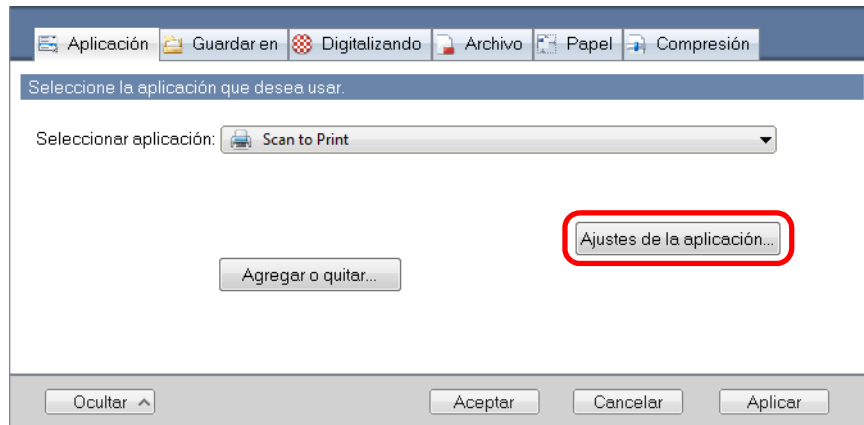 Aplicación Guardar en Digitalizando Archivo Papel Compresión
Seleccione la aplicación que desea usar.
Seleccionar aplicación: Scan to Print
Ajustes de la aplicación...
Agregar o quitar...
Ocultar Aceptar Cancelar Aplicar